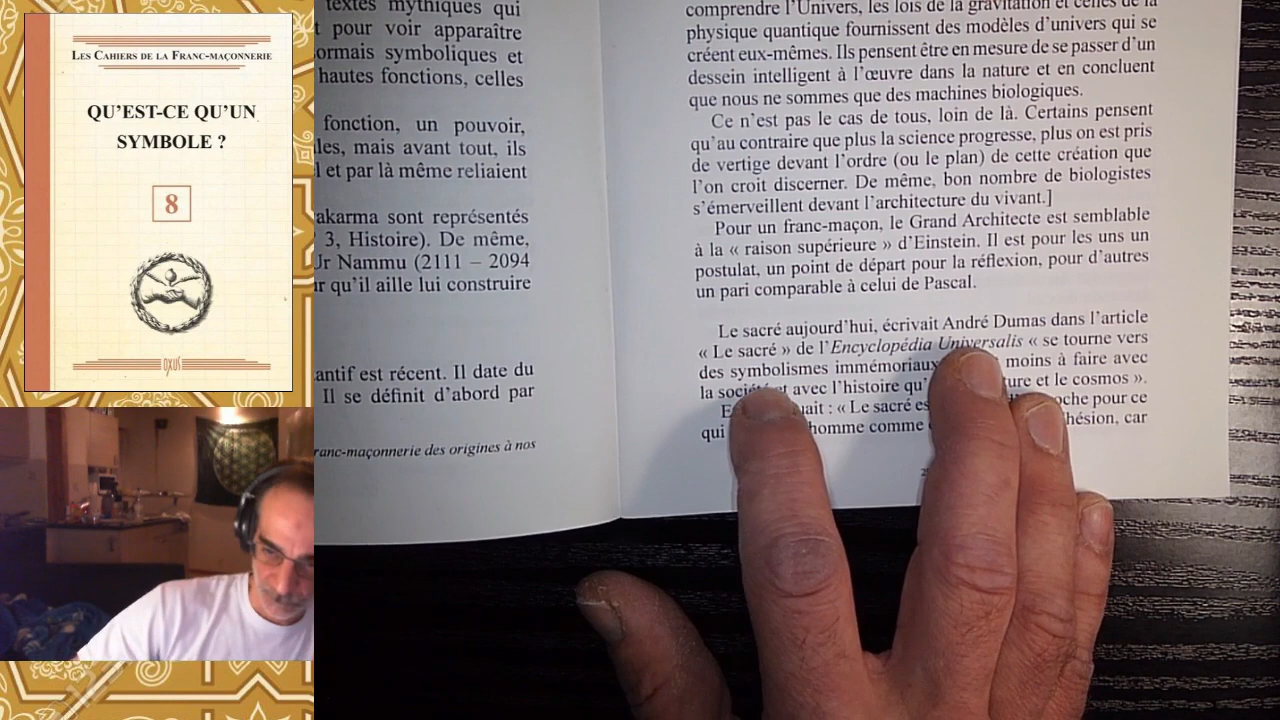 LES CAHIERS DE LA FRANC-MAÇONNERIE
QU'EST-CE QU'UN
SYMBOLE ?
8
OXUS
textes mythiques qui
t pour voir apparaître
ormais symboliques et
hautes fonctions, celles
fonction, un pouvoir,
les, mais avant tout, ils
l et par là même reliaient
akarma sont représentés
3, Histoire). De même,
Ur Nammu (2111 – 2094
r qu'il aille lui construire
antif est récent. Il date du
Il se définit d'abord par
ranc-maçonnerie des origines à nos
comprendre l'Univers, les lois de la gravitation et celles de la
physique quantique fournissent des modèles d'univers qui se
créent eux-mêmes. Ils pensent être en mesure de se passer d'un
dessein intelligent à l'œuvre dans la nature et en concluent
que nous ne sommes que des machines biologiques.
Ce n'est pas le cas de tous, loin de là. Certains pensent
qu'au contraire que plus la science progresse, plus on est pris
de vertige devant l'ordre (ou le plan) de cette création que
l'on croit discerner. De même, bon nombre de biologistes
s'émerveillent devant l'architecture du vivant.]
Pour un franc-maçon, le Grand Architecte est semblable
à la « raison supérieure » d'Einstein. Il est pour les uns un
postulat, un point de départ pour la réflexion, pour d'autres
un pari comparable à celui de Pascal.
Le sacré aujourd'hui, écrivait André Dumas dans l'article
« Le sacré » de l'Encyclopédia Universalis « se tourne vers
des symbolismes immémoriaux moins à faire avec
la société et avec l'histoire qu' ture et le cosmos ».
uait : « Le sacré es oche pour ce
qui homme comme hésion, car